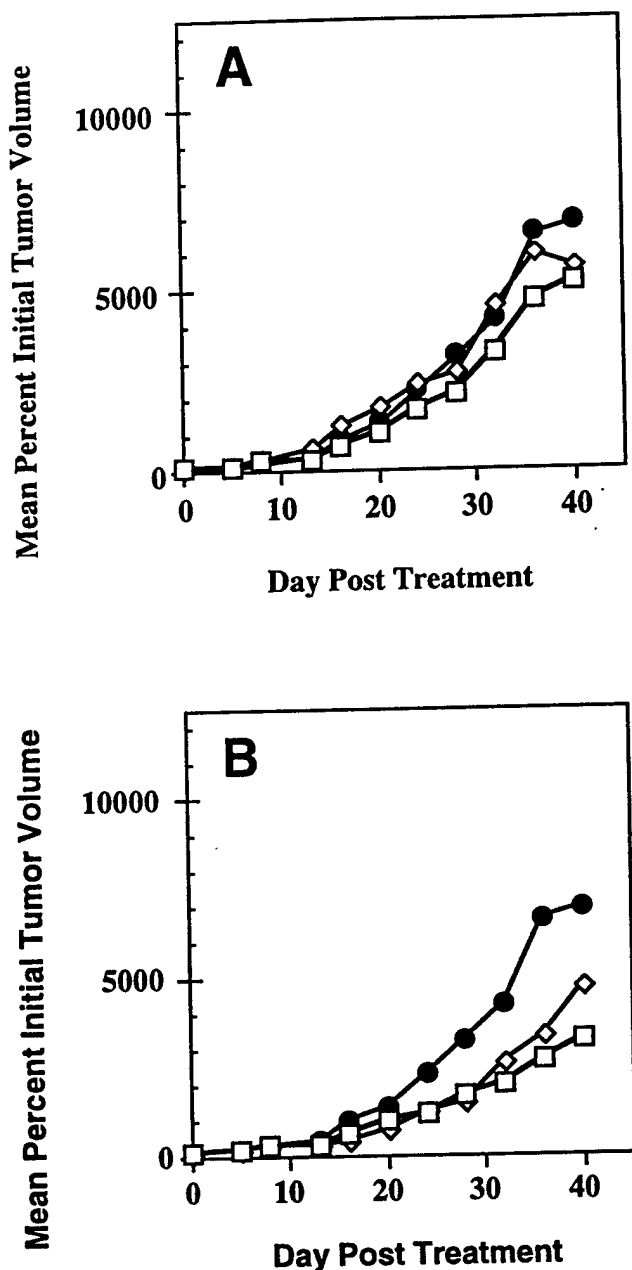 A
Mean Percent Initial Tumor Volume
10000
5000
0
0 10 20 30 40
Day Post Treatment
B
Mean Percent Initial Tumor Volume
10000
5000
0
0 10 20 30 40
Day Post Treatment